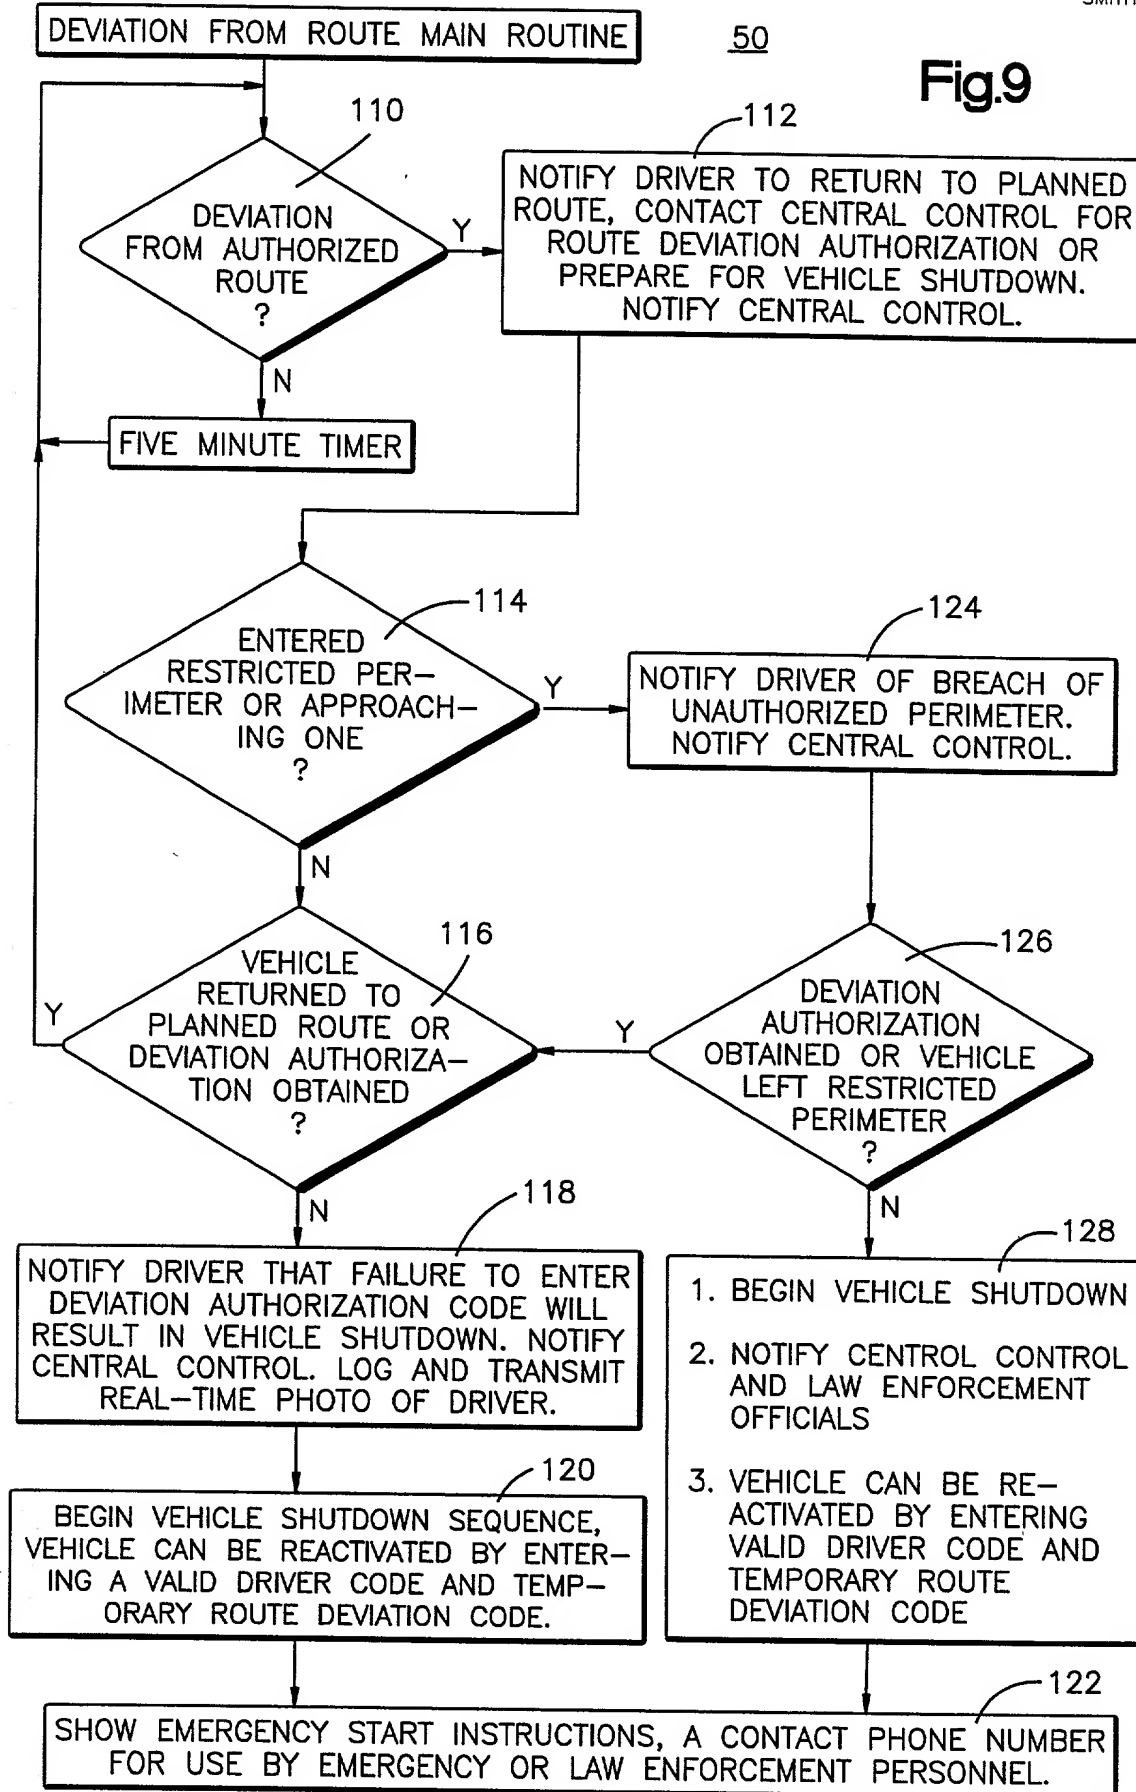 SMITH
DEVIATION FROM ROUTE MAIN ROUTINE
50
Fig.9
110
DEVIATION
FROM AUTHORIZED
ROUTE
?
Y
N
112
NOTIFY DRIVER TO RETURN TO PLANNED
ROUTE, CONTACT CENTRAL CONTROL FOR
ROUTE DEVIATION AUTHORIZATION OR
PREPARE FOR VEHICLE SHUTDOWN.
NOTIFY CENTRAL CONTROL.
FIVE MINUTE TIMER
114
ENTERED
RESTRICTED PER-
IMETER OR APPROACH-
ING ONE
?
Y
N
124
NOTIFY DRIVER OF BREACH OF
UNAUTHORIZED PERIMETER.
NOTIFY CENTRAL CONTROL.
116
VEHICLE
RETURNED TO
PLANNED ROUTE OR
DEVIATION AUTHORIZA-
TION OBTAINED
?
Y
N
126
DEVIATION
AUTHORIZATION
OBTAINED OR VEHICLE
LEFT RESTRICTED
PERIMETER
?
Y
N
118
NOTIFY DRIVER THAT FAILURE TO ENTER
DEVIATION AUTHORIZATION CODE WILL
RESULT IN VEHICLE SHUTDOWN. NOTIFY
CENTRAL CONTROL. LOG AND TRANSMIT
REAL-TIME PHOTO OF DRIVER.
128
1. BEGIN VEHICLE SHUTDOWN
2. NOTIFY CENTRAL CONTROL
AND LAW ENFORCEMENT
OFFICIALS
3. VEHICLE CAN BE RE-
ACTIVATED BY ENTERING
VALID DRIVER CODE AND
TEMPORARY ROUTE
DEVIATION CODE
120
BEGIN VEHICLE SHUTDOWN SEQUENCE,
VEHICLE CAN BE REACTIVATED BY ENTER-
ING A VALID DRIVER CODE AND TEMP-
ORARY ROUTE DEVIATION CODE.
122
SHOW EMERGENCY START INSTRUCTIONS, A CONTACT PHONE NUMBER
FOR USE BY EMERGENCY OR LAW ENFORCEMENT PERSONNEL.